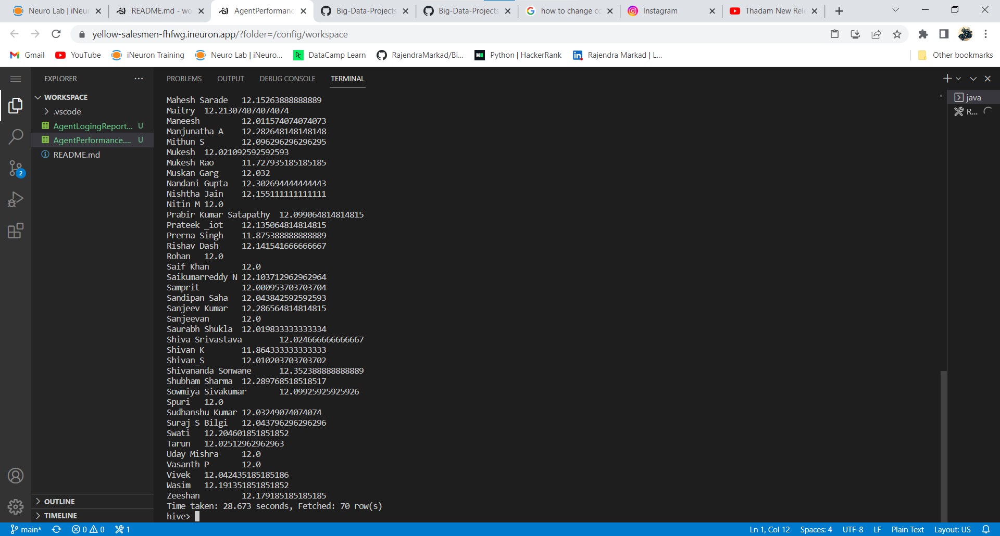 Neuro Lab | iNeur
README.md - wo
AgentPerformanc
Big-Data-Projects
Big-Data-Projects
how to change co
Instagram
Thadam New Rele
yellow-salesmen-fhfwg.ineuron.app/?folder=/config/workspace
Gmail
YouTube
iNeuron Training
Neuro Lab | iNeuro...
DataCamp Learn
RajendraMarkad/Bi...
Python | HackerRank
Rajendra Markad | L...
Other bookmarks
EXPLORER
PROBLEMS OUTPUT DEBUG CONSOLE TERMINAL
WORKSPACE
.vscode
AgentLogingReport... U
AgentPerformance.... U
README.md
2
java
R...
Mahesh Sarade 12.15263888888889
Maitry 12.213074074074074
Maneesh 12.011574074074073
Manjunatha A 12.282648148148148
Mithun S 12.096296296296295
Mukesh 12.021092592592593
Mukesh Rao 11.727935185185185
Muskan Garg 12.032
Nandani Gupta 12.302694444444443
Nishtha Jain 12.155111111111111
Nitin M 12.0
Prabir Kumar Satapathy 12.099064814814815
Prateek _iot 12.135064814814815
Prerna Singh 11.875388888888889
Rishav Dash 12.141541666666667
Rohan 12.0
Saif Khan 12.0
Saikumarreddy N 12.103712962962964
Samprit 12.000953703703704
Sandipan Saha 12.043842592592593
Sanjeev Kumar 12.286564814814815
Sanjeevan 12.0
Saurabh Shukla 12.019833333333334
Shiva Srivastava 12.024666666666667
Shivan K 11.864333333333333
Shivan_S 12.010203703703702
Shivananda Sonwane 12.352388888888889
Shubham Sharma 12.289768518518517
Sowmiya Sivakumar 12.09925925925926
Spuri 12.0
Sudhanshu Kumar 12.03249074074074
Suraj S Bilgi 12.043796296296296
Swati 12.204601851851852
Tarun 12.02512962962963
Uday Mishra 12.0
Vasanth P 12.0
Vivek 12.042435185185186
Wasim 12.191351851851852
Zeeshan 12.179185185185185
Time taken: 28.673 seconds, Fetched: 70 row(s)
hive>
OUTLINE
TIMELINE
main* 0 0 1
Ln 1, Col 12 Spaces: 4 UTF-8 LF Plain Text Layout: US